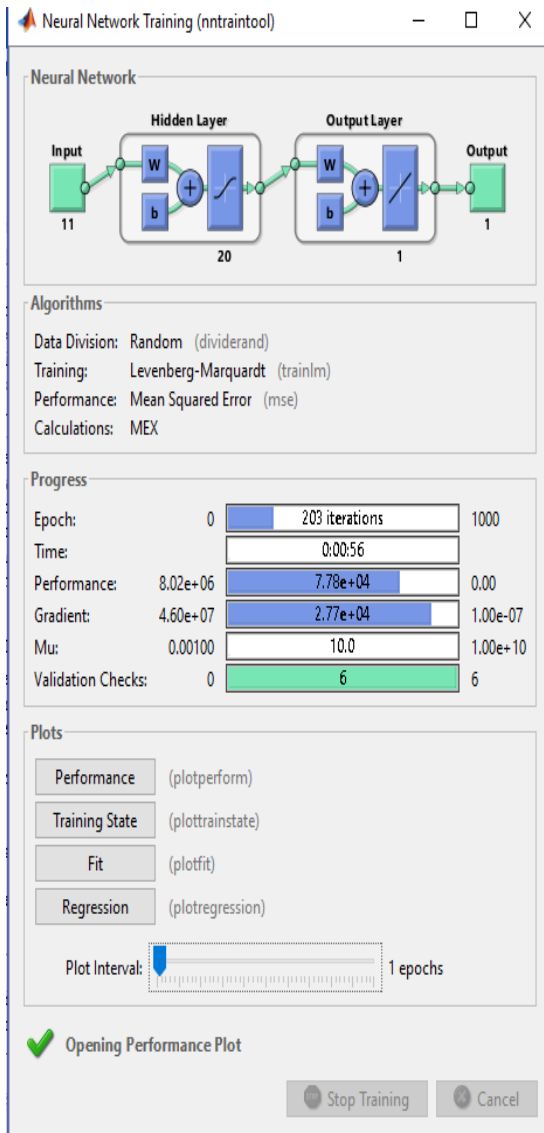 Neural Network Training (nntraintool)
Neural Network
Hidden Layer Output Layer
Input Output
W W
b b
11 1
20 1
Algorithms
Data Division: Random (dividerand)
Training: Levenberg-Marquardt (trainlm)
Performance: Mean Squared Error (mse)
Calculations: MEX
Progress
Epoch: 0 203 iterations 1000
Time: 0:00:56
Performance: 8.02e+06 7.78e+04 0.00
Gradient: 4.60e+07 2.77e+04 1.00e-07
Mu: 0.00100 10.0 1.00e+10
Validation Checks: 0 6 6
Plots
Performance (plotperform)
Training State (plottrainstate)
Fit (plotfit)
Regression (plotregression)
Plot Interval: 1 epochs
Opening Performance Plot
Stop Training Cancel